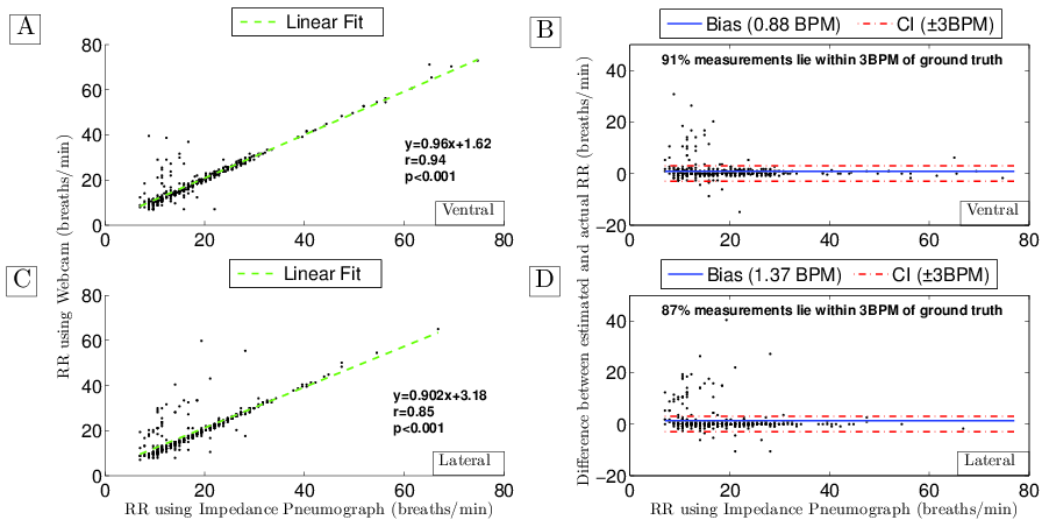 A
Linear Fit
RR using Webcam (breaths/min)
80
60
40
20
0
y=0.96x+1.62
r=0.94
p<0.001
Ventral
0 20 40 60 80
B
Bias (0.88 BPM) CI (±3BPM)
Difference between estimated and actual RR (breaths/min)
91% measurements lie within 3BPM of ground truth
40
20
0
−20
Ventral
0 20 40 60 80
C
Linear Fit
80
60
40
20
0
y=0.902x+3.18
r=0.85
p<0.001
Lateral
0 20 40 60 80
RR using Impedance Pneumograph (breaths/min)
D
Bias (1.37 BPM) CI (±3BPM)
87% measurements lie within 3BPM of ground truth
40
20
0
−20
Lateral
0 20 40 60 80
RR using Impedance Pneumograph (breaths/min)